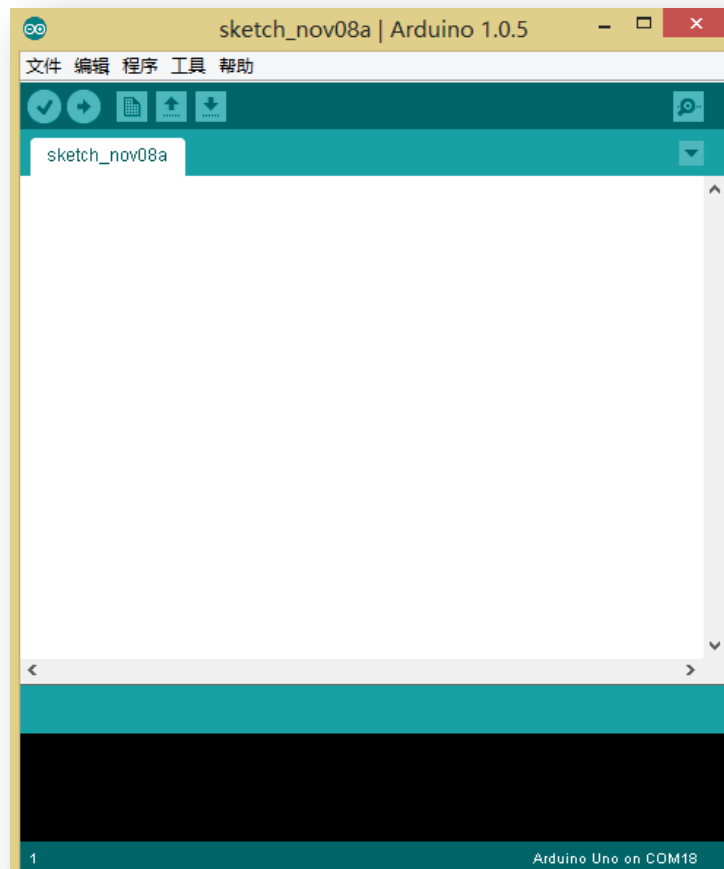 sketch_nov08a | Arduino 1.0.5
文件 编辑 程序 工具 帮助
sketch_nov08a
1 Arduino Uno on COM18